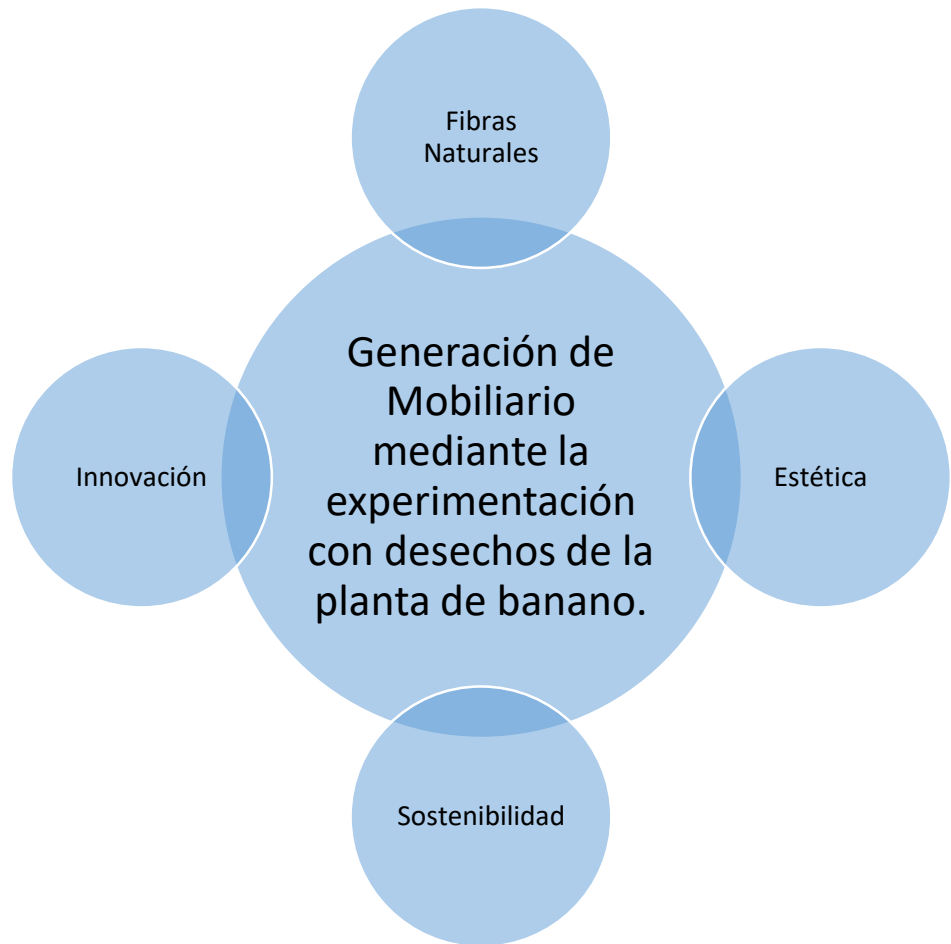 Fibras
Naturales
Generación de
Mobiliario
mediante la
experimentación
con desechos de la
planta de banano.
Innovación
Estética
Sostenibilidad